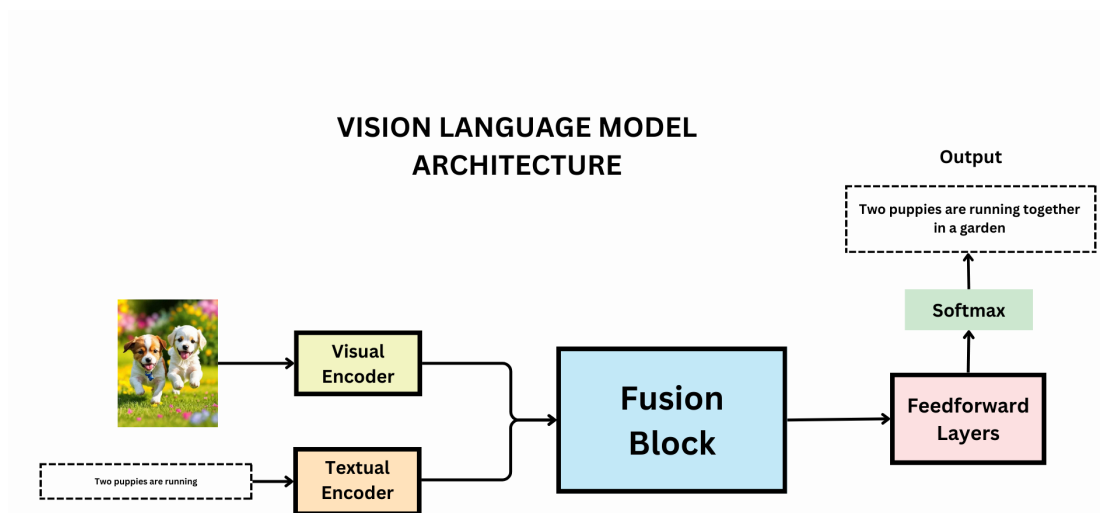 VISION LANGUAGE MODEL
ARCHITECTURE
Output
Two puppies are running together
in a garden
Softmax
Visual
Encoder
Fusion
Block
Feedforward
Layers
Two puppies are running
Textual
Encoder